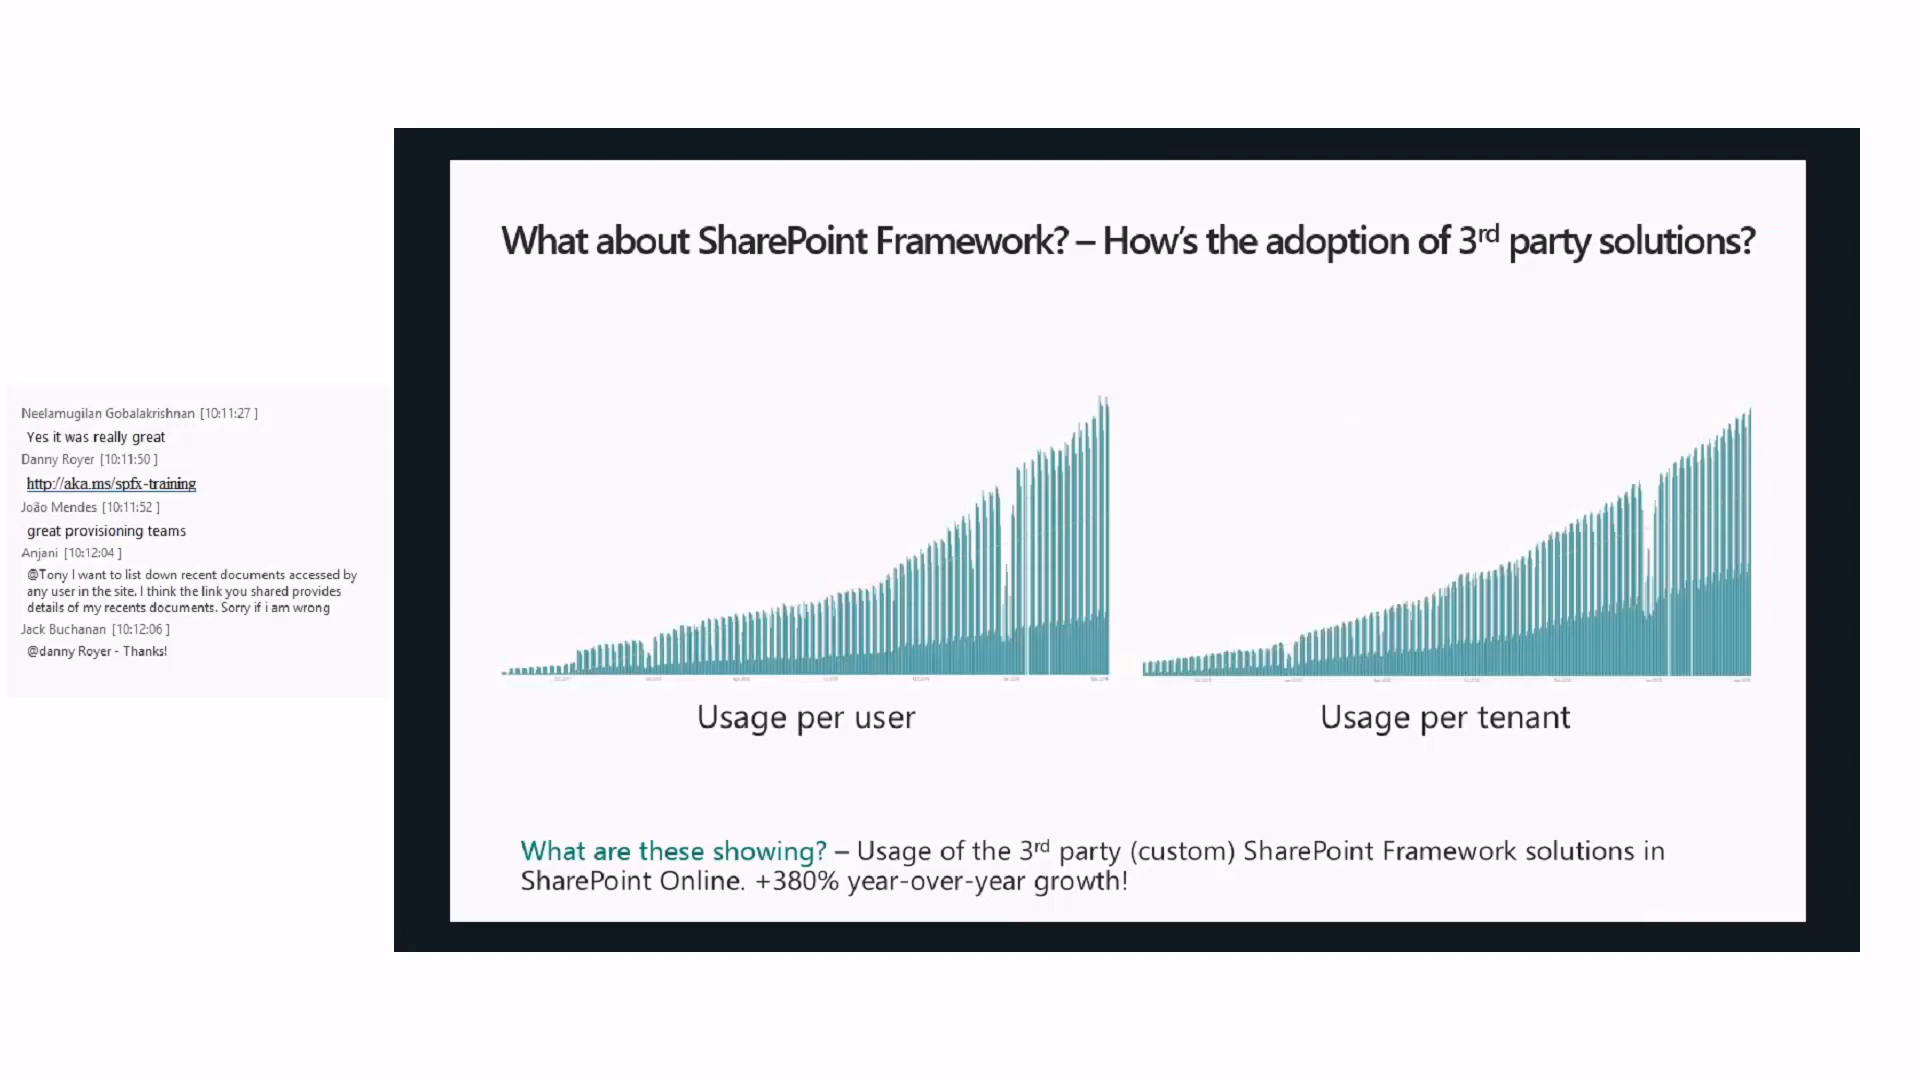 Neelamugilan Gobalakrishnan [10:11:27 ]
Yes it was really great
Danny Royer [10:11:50 ]
http://aka.ms/spfx-training
João Mendes [10:11:52 ]
great provisioning teams
Anjani [10:12:04 ]
@Tony I want to list down recent documents accessed by
any user in the site. I think the link you shared provides
details of my recents documents. Sorry if i am wrong
Jack Buchanan [10:12:06 ]
@danny Royer - Thanks!
What about SharePoint Framework? – How's the adoption of 3rd party solutions?
Usage per user
Usage per tenant
What are these showing? – Usage of the 3rd party (custom) SharePoint Framework solutions in
SharePoint Online. +380% year-over-year growth!